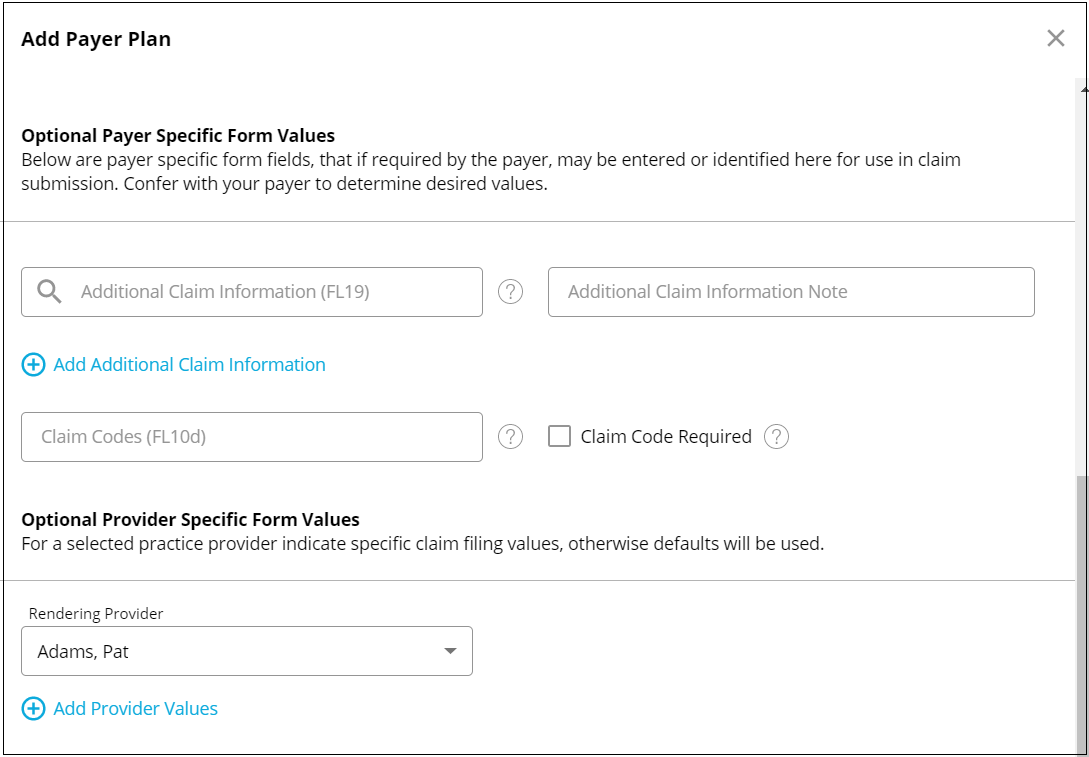 Add Payer Plan
Optional Payer Specific Form Values
Below are payer specific form fields, that if required by the payer, may be entered or identified here for use in claim
submission. Confer with your payer to determine desired values.
Additional Claim Information (FL19)
?
Additional Claim Information Note
Add Additional Claim Information
Claim Codes (FL10d)
?
Claim Code Required
?
Optional Provider Specific Form Values
For a selected practice provider indicate specific claim filing values, otherwise defaults will be used.
Rendering Provider
Adams, Pat
Add Provider Values